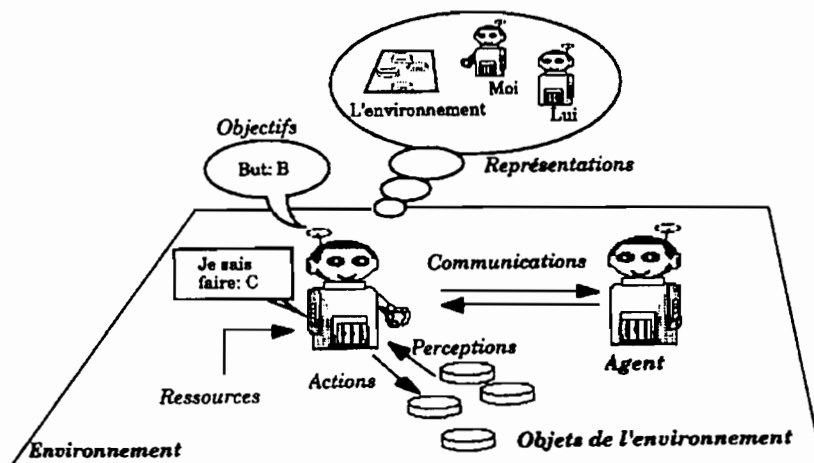 Moi
L'environnement
Lui
Objectifs
But: B
Représentations
Je sais
faire: C
Communications
Perceptions
Agent
Ressources
Actions
Environnement
Objets de l'environnement